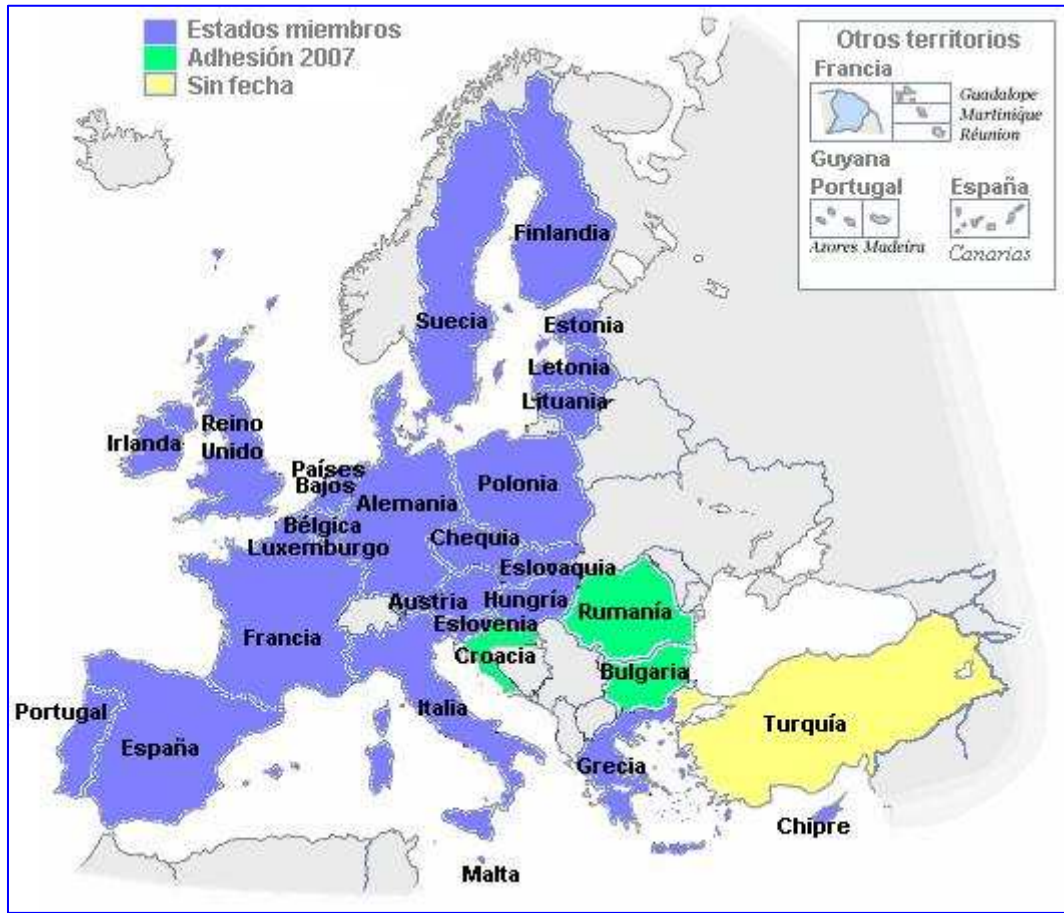 Estados miembros
Adhesión 2007
Sin fecha
Otros territorios
Francia
Guadalope
Martinique
Réunion
Guyana
Portugal España
Azores Madeira Canarias
Finlandia
Suecia
Estonia
Letonia
Lituania
Irlanda
Reino
Unido
Países
Bajos
Alemania
Polonia
Bélgica
Luxemburgo
Chequia
Eslovaquia
Austria
Hungría
Eslovenia
Rumanía
Francia
Croacia
Bulgaria
Portugal
España
Italia
Turquía
Grecia
Chipre
Malta